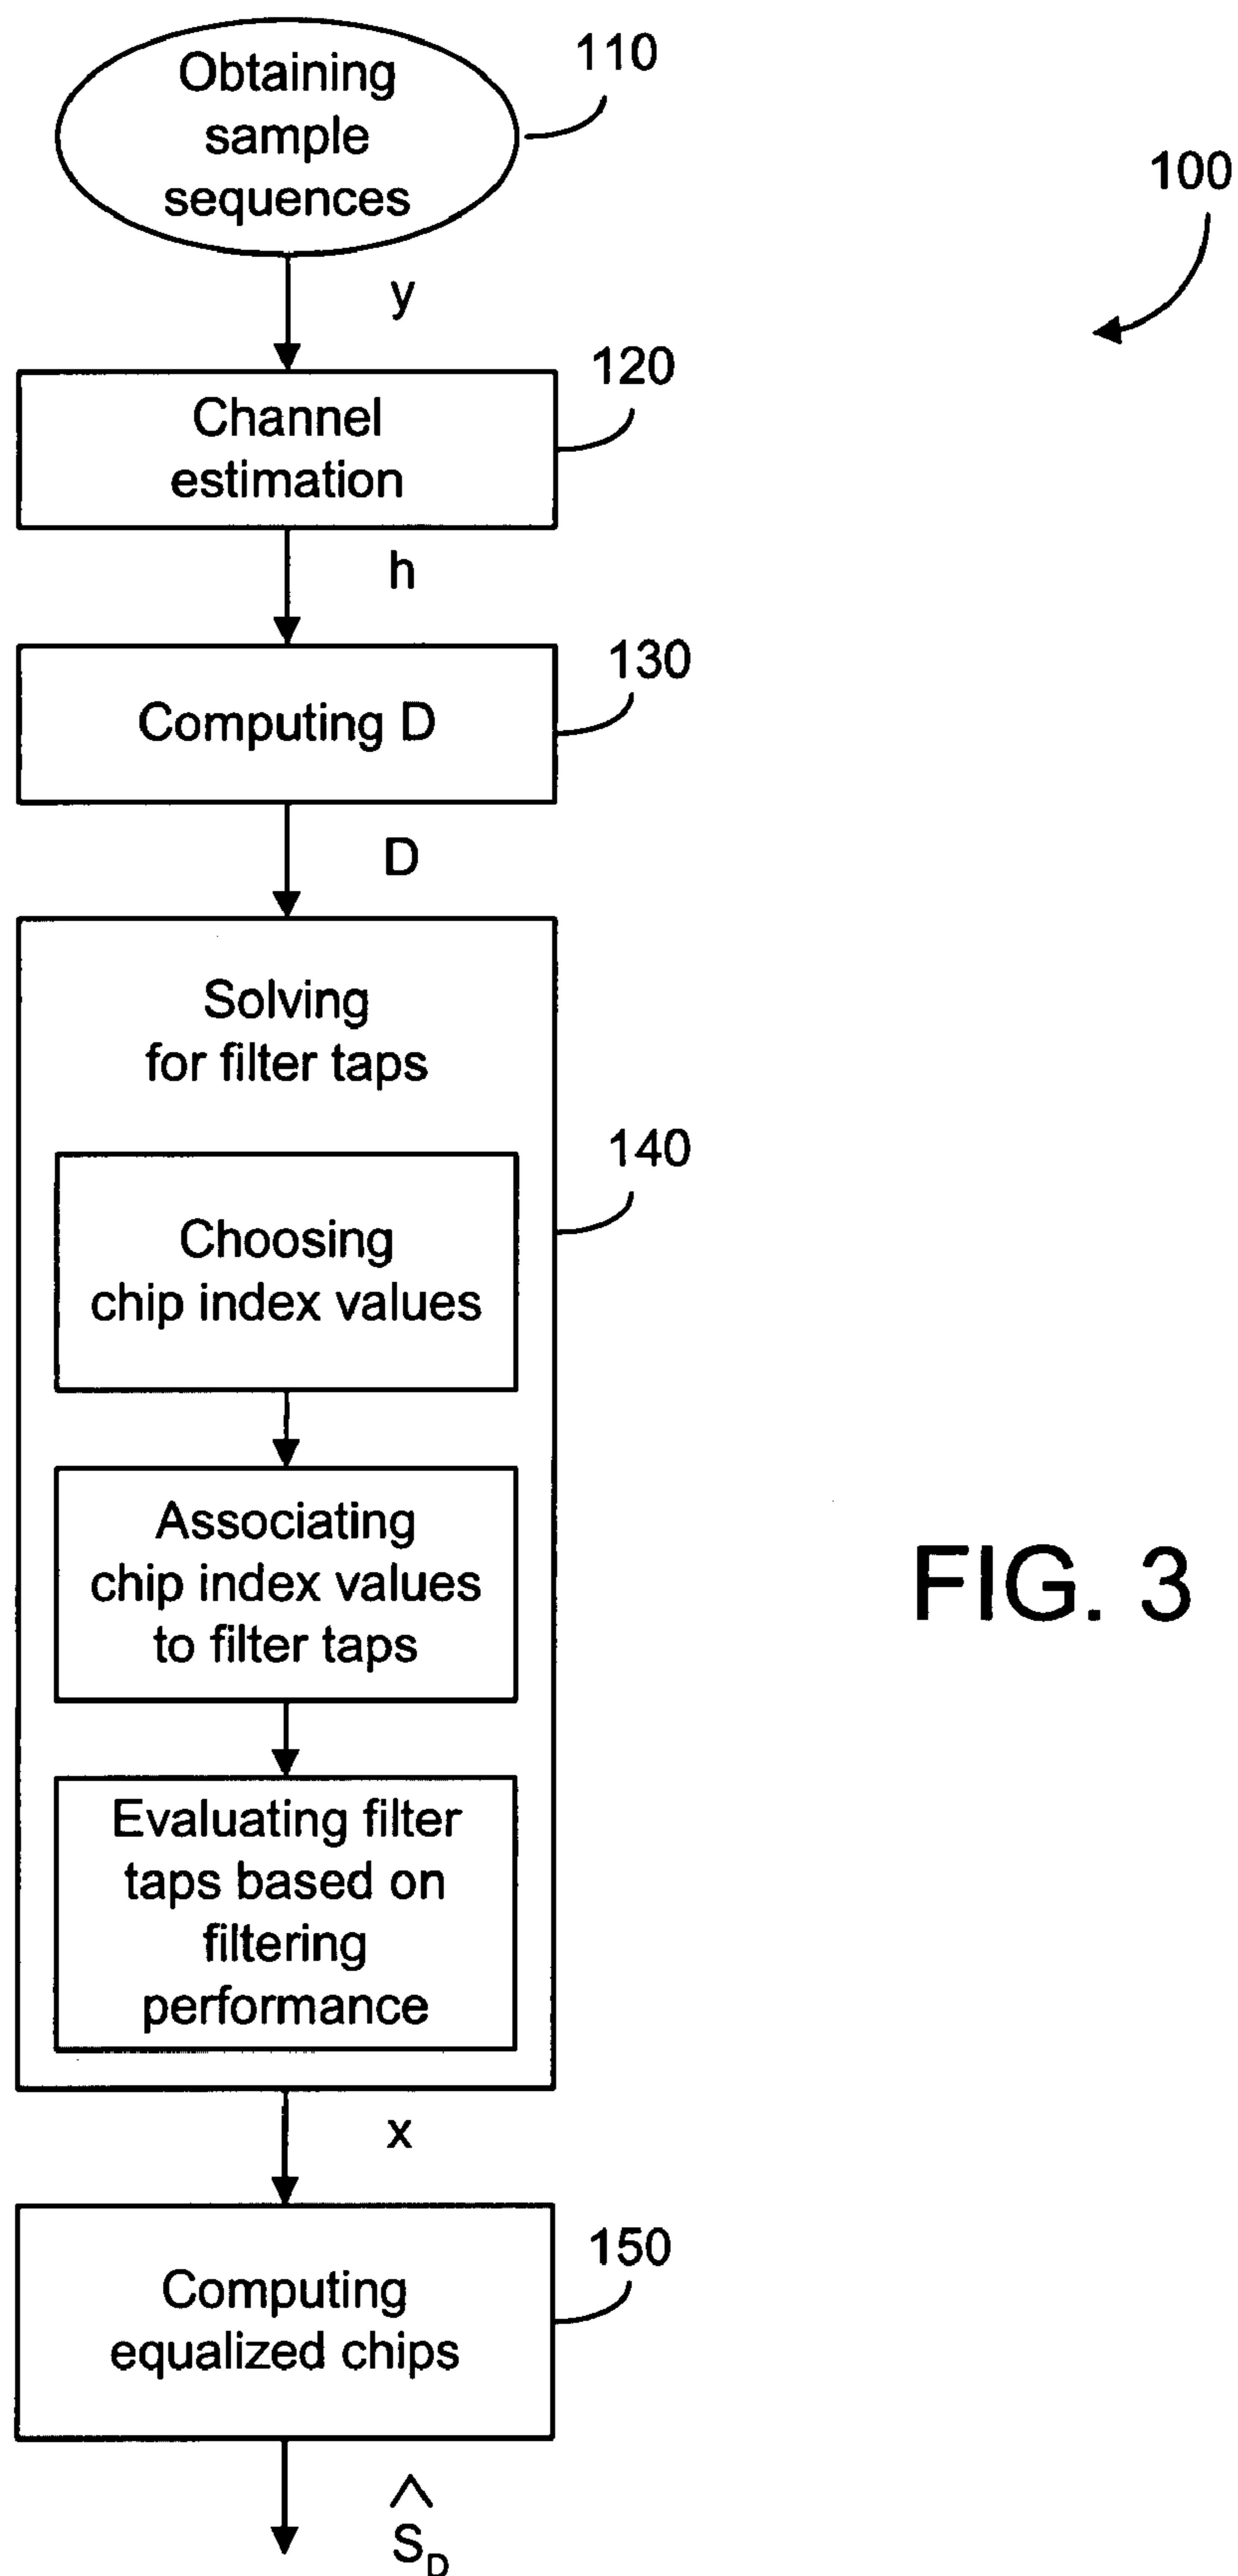 Obtaining
sample
sequences
110
100
y
Channel
estimation
120
h
Computing D
130
D
Solving
for filter taps
140
Choosing
chip index values
Associating
chip index values
to filter taps
FIG. 3
Evaluating filter
taps based on
filtering
performance
x
Computing
equalized chips
150
Ŝ_D